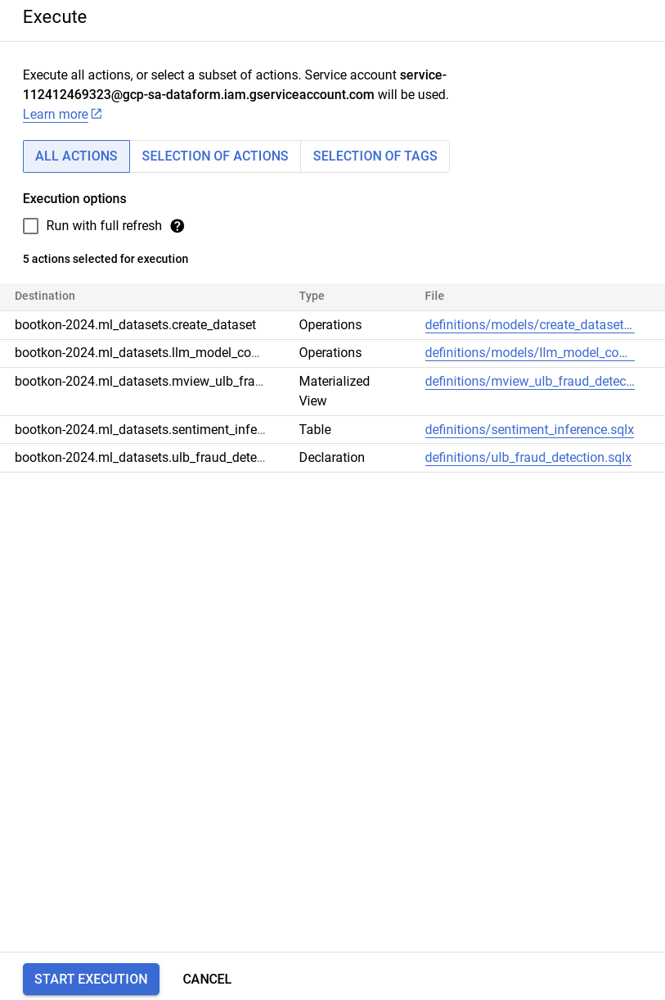 Execute
Execute all actions, or select a subset of actions. Service account service-
112412469323@gcp-sa-dataform.iam.gserviceaccount.com will be used.
Learn more
ALL ACTIONS SELECTION OF ACTIONS SELECTION OF TAGS
Execution options
Run with full refresh
5 actions selected for execution
Destination Type File
bootkon-2024.ml_datasets.create_dataset Operations definitions/models/create_dataset...
bootkon-2024.ml_datasets.llm_model_co... Operations definitions/models/llm_model_co...
bootkon-2024.ml_datasets.mview_ulb_fra... Materialized View definitions/mview_ulb_fraud_detec...
bootkon-2024.ml_datasets.sentiment_infe... Table definitions/sentiment_inference.sqlx
bootkon-2024.ml_datasets.ulb_fraud_dete... Declaration definitions/ulb_fraud_detection.sqlx
START EXECUTION CANCEL